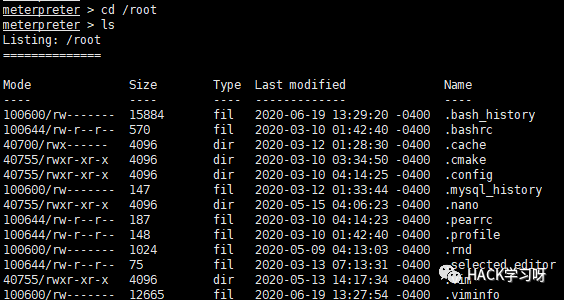 meterpreter > cd /root
meterpreter > ls
Listing: /root
==============
Mode Size Type Last modified Name
---- ---- ---- ------------- ----
100600/rw------- 15884 fil 2020-06-19 13:29:20 -0400 .bash_history
100644/rw-r--r-- 570 fil 2020-03-10 01:42:40 -0400 .bashrc
40700/rwx------ 4096 dir 2020-03-12 01:28:30 -0400 .cache
40755/rwxr-xr-x 4096 dir 2020-03-10 03:34:50 -0400 .cmake
40755/rwxr-xr-x 4096 dir 2020-03-10 04:14:25 -0400 .config
100600/rw------- 147 fil 2020-03-12 01:33:44 -0400 .mysql_history
40755/rwxr-xr-x 4096 dir 2020-05-15 04:06:23 -0400 .nano
100644/rw-r--r-- 187 fil 2020-03-10 04:14:23 -0400 .pearrc
100644/rw-r--r-- 148 fil 2020-03-10 01:42:40 -0400 .profile
100600/rw------- 1024 fil 2020-05-09 04:13:03 -0400 .rnd
100644/rw-r--r-- 75 fil 2020-03-13 07:13:31 -0400 .selected_editor
40755/rwxr-xr-x 4096 dir 2020-05-13 14:17:34 -0400
HACK学习呀
100600/rw------- 12665 fil 2020-06-19 13:27:54 -0400 .viminfo